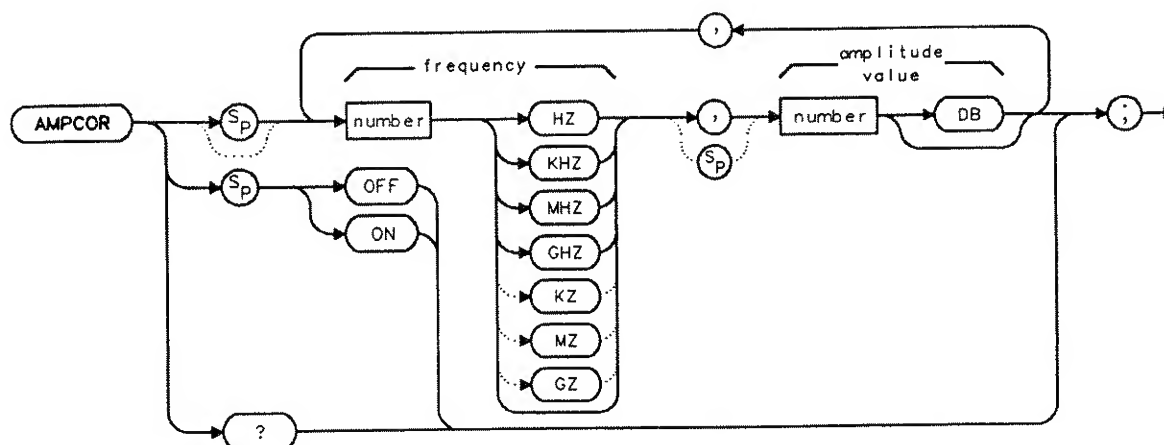 ,
frequency
amplitude
value
AMPCOR
Sp
number
HZ
,
number
DB
;
KHZ
Sp
Sp
OFF
MHZ
ON
GHZ
KZ
MZ
GZ
?